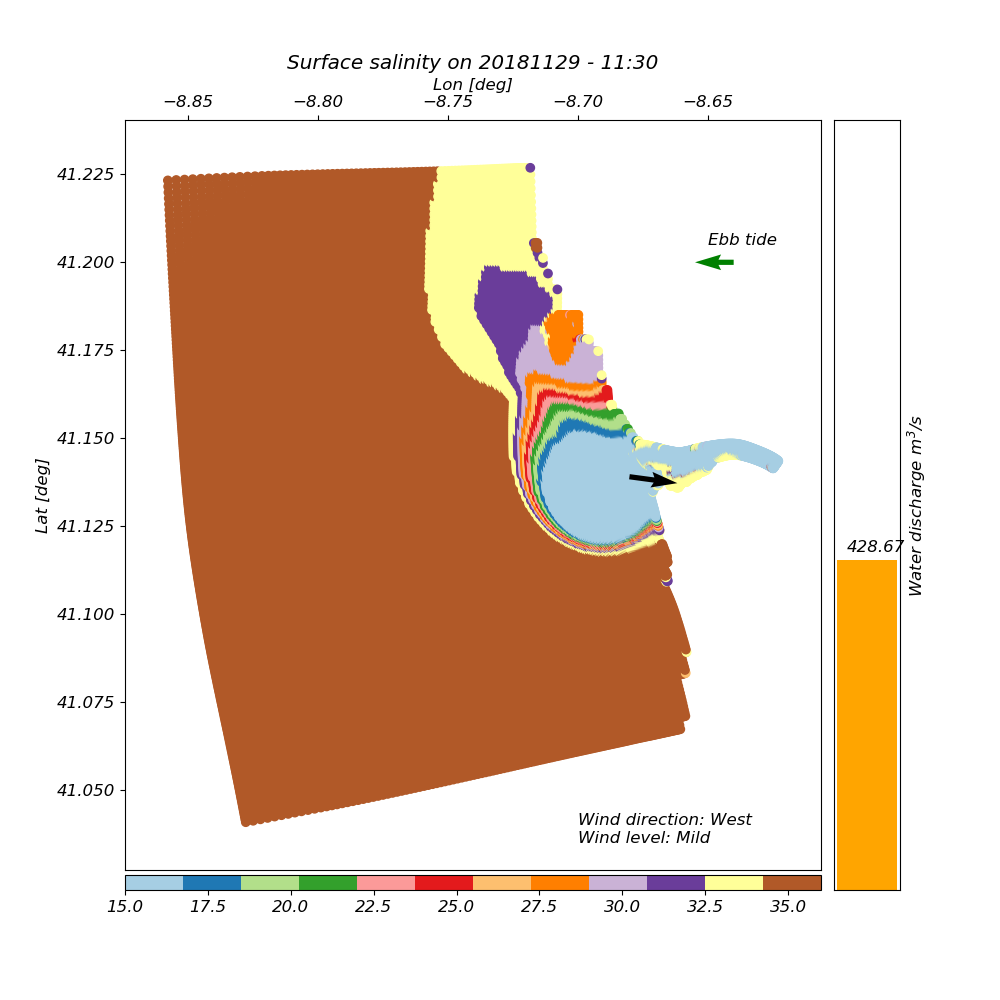 Surface salinity on 20181129 - 11:30
Lon [deg]
−8.85 −8.80 −8.75 −8.70 −8.65
41.225
41.200
41.175
41.150
41.125
41.100
41.075
41.050
Lat [deg]
Ebb tide
Wind direction: West
Wind level: Mild
15.0 17.5 20.0 22.5 25.0 27.5 30.0 32.5 35.0
428.67
Water discharge m³/s